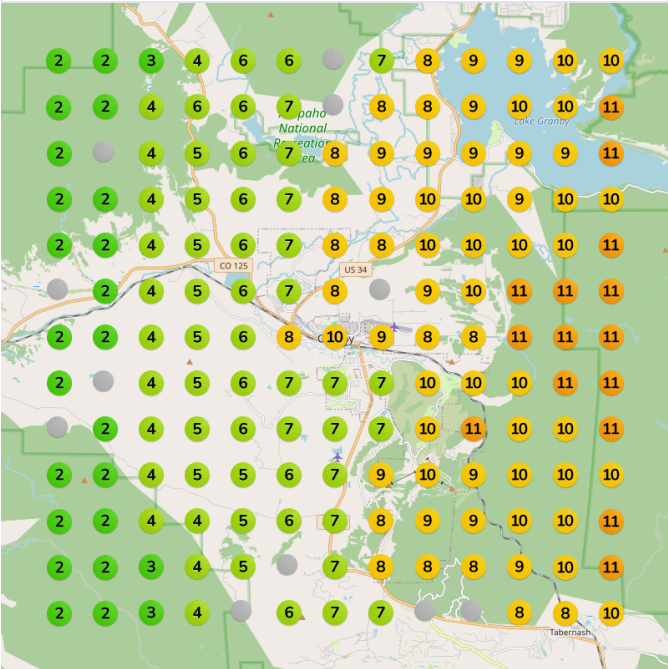 2 2 3 4 6 6 7 8 9 9 10 10
2 2 4 6 6 7 8 8 9 10 10 11
National
Lake Granby
2 4 5 6 7 8 9 9 9 9 9 11
2 2 4 5 6 7 8 9 10 10 9 10 10
2 2 4 5 6 7 8 8 10 10 10 10 11
CO 125 US 34
2 4 5 6 7 8 9 10 11 11 11
2 2 4 5 6 8 10 9 8 8 11 11 11
2 4 5 6 7 7 7 10 10 10 11 11
2 4 5 6 7 7 7 10 11 10 10 11
2 2 4 5 5 6 7 9 10 9 10 10 10
2 2 4 4 5 6 7 8 9 9 10 10 11
2 2 3 4 5 7 8 8 8 9 10 11
2 2 3 4 6 7 7 8 8 10
Tabernash